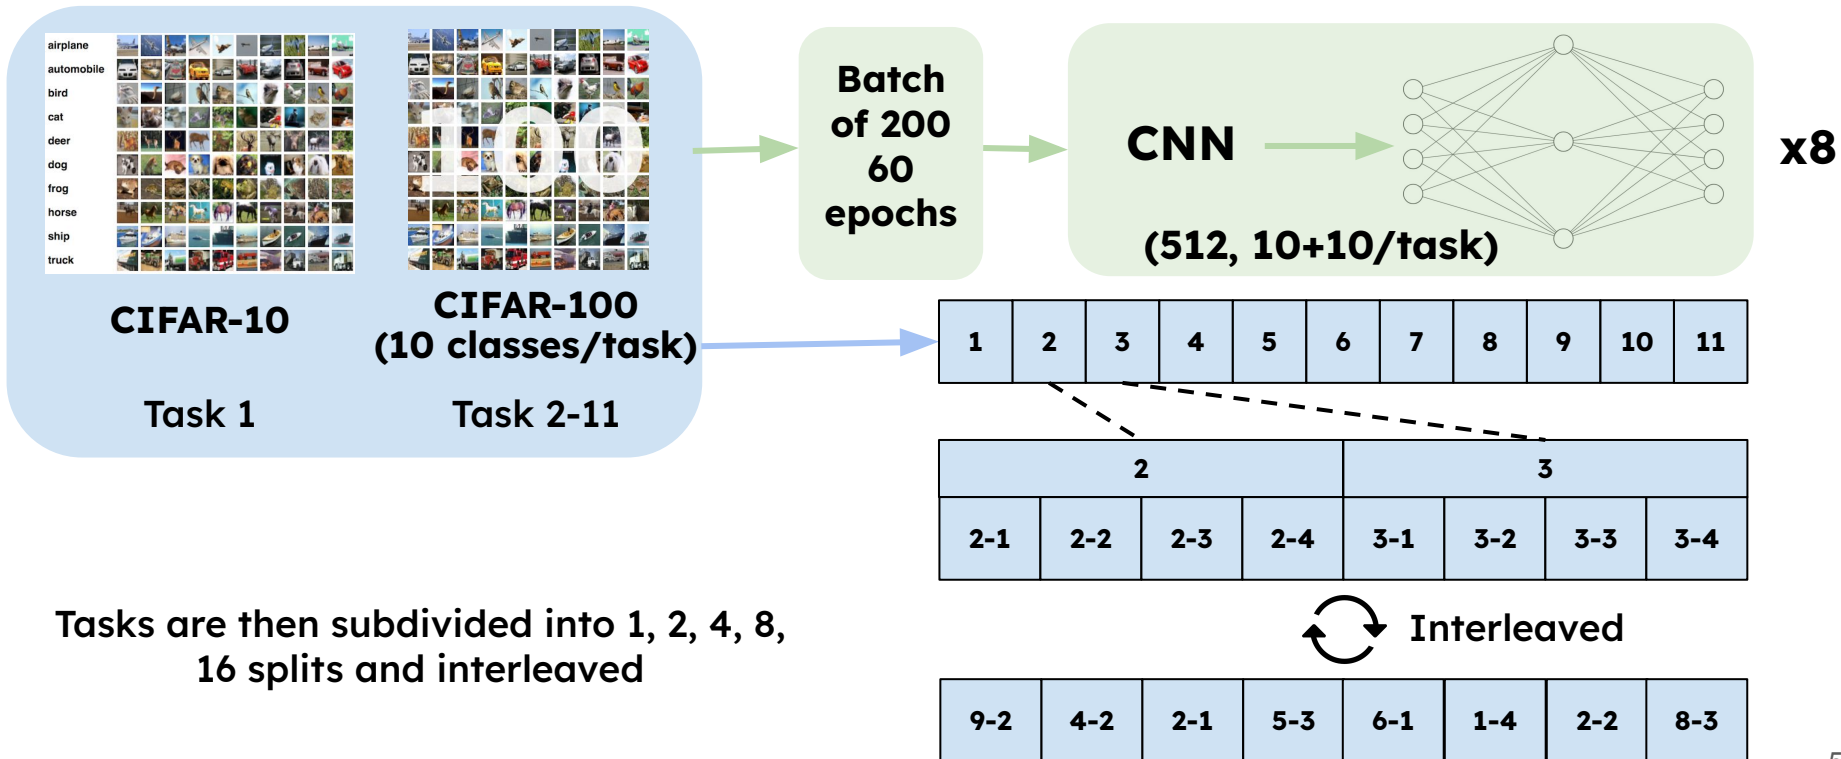 airplane
automobile
bird
cat
deer
dog
frog
horse
ship
truck
100
CIFAR-10
CIFAR-100
(10 classes/task)
Task 1
Task 2-11
Batch
of 200
60
epochs
CNN
(512, 10+10/task)
x8
1 2 3 4 5 6 7 8 9 10 11
2 3
2-1 2-2 2-3 2-4 3-1 3-2 3-3 3-4
Interleaved
9-2 4-2 2-1 5-3 6-1 1-4 2-2 8-3
Tasks are then subdivided into 1, 2, 4, 8,
16 splits and interleaved